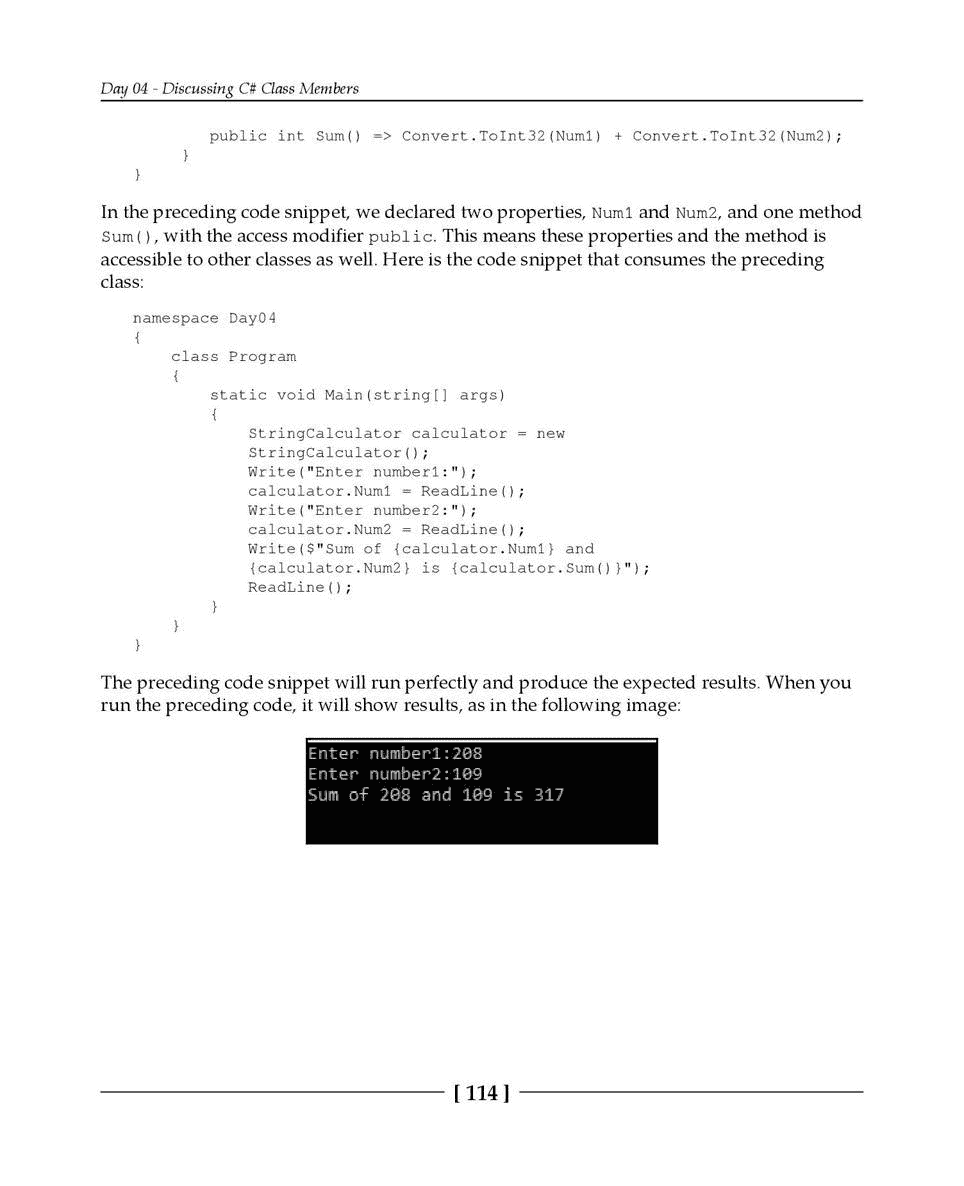 Day 04 - Discussing C# Class Members
public int Sum() => Convert.ToInt32(Num1) + Convert.ToInt32(Num2);
}
}
In the preceding code snippet, we declared two properties, Num1 and Num2, and one method
Sum(), with the access modifier public. This means these properties and the method is
accessible to other classes as well. Here is the code snippet that consumes the preceding
class:
namespace Day04
{
class Program
{
static void Main(string[] args)
{
StringCalculator calculator = new
StringCalculator();
Write("Enter number1:");
calculator.Num1 = ReadLine();
Write("Enter number2:");
calculator.Num2 = ReadLine();
Write($"Sum of {calculator.Num1} and
{calculator.Num2} is {calculator.Sum()}");
ReadLine();
}
}
}
The preceding code snippet will run perfectly and produce the expected results. When you
run the preceding code, it will show results, as in the following image:
Enter number1:208
Enter number2:109
Sum of 208 and 109 is 317
[ 114 ]